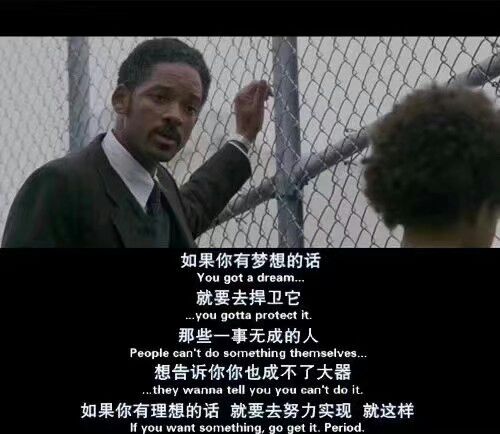 如果你有梦想的话
You got a dream...
就要去捍卫它
...you gotta protect it.
那些一事无成的人
People can't do something themselves...
想告诉你你也成不了大器
...they wanna tell you you can't do it.
如果你有理想的话 就要去努力实现 就这样
If you want something, go get it. Period.